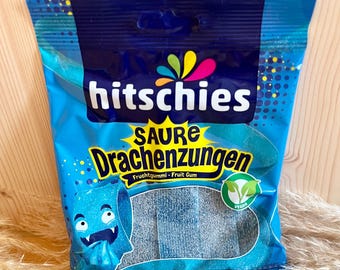 hitschies
SAURE
Drachenzungen
Fruchtgummi · Fruit Gum